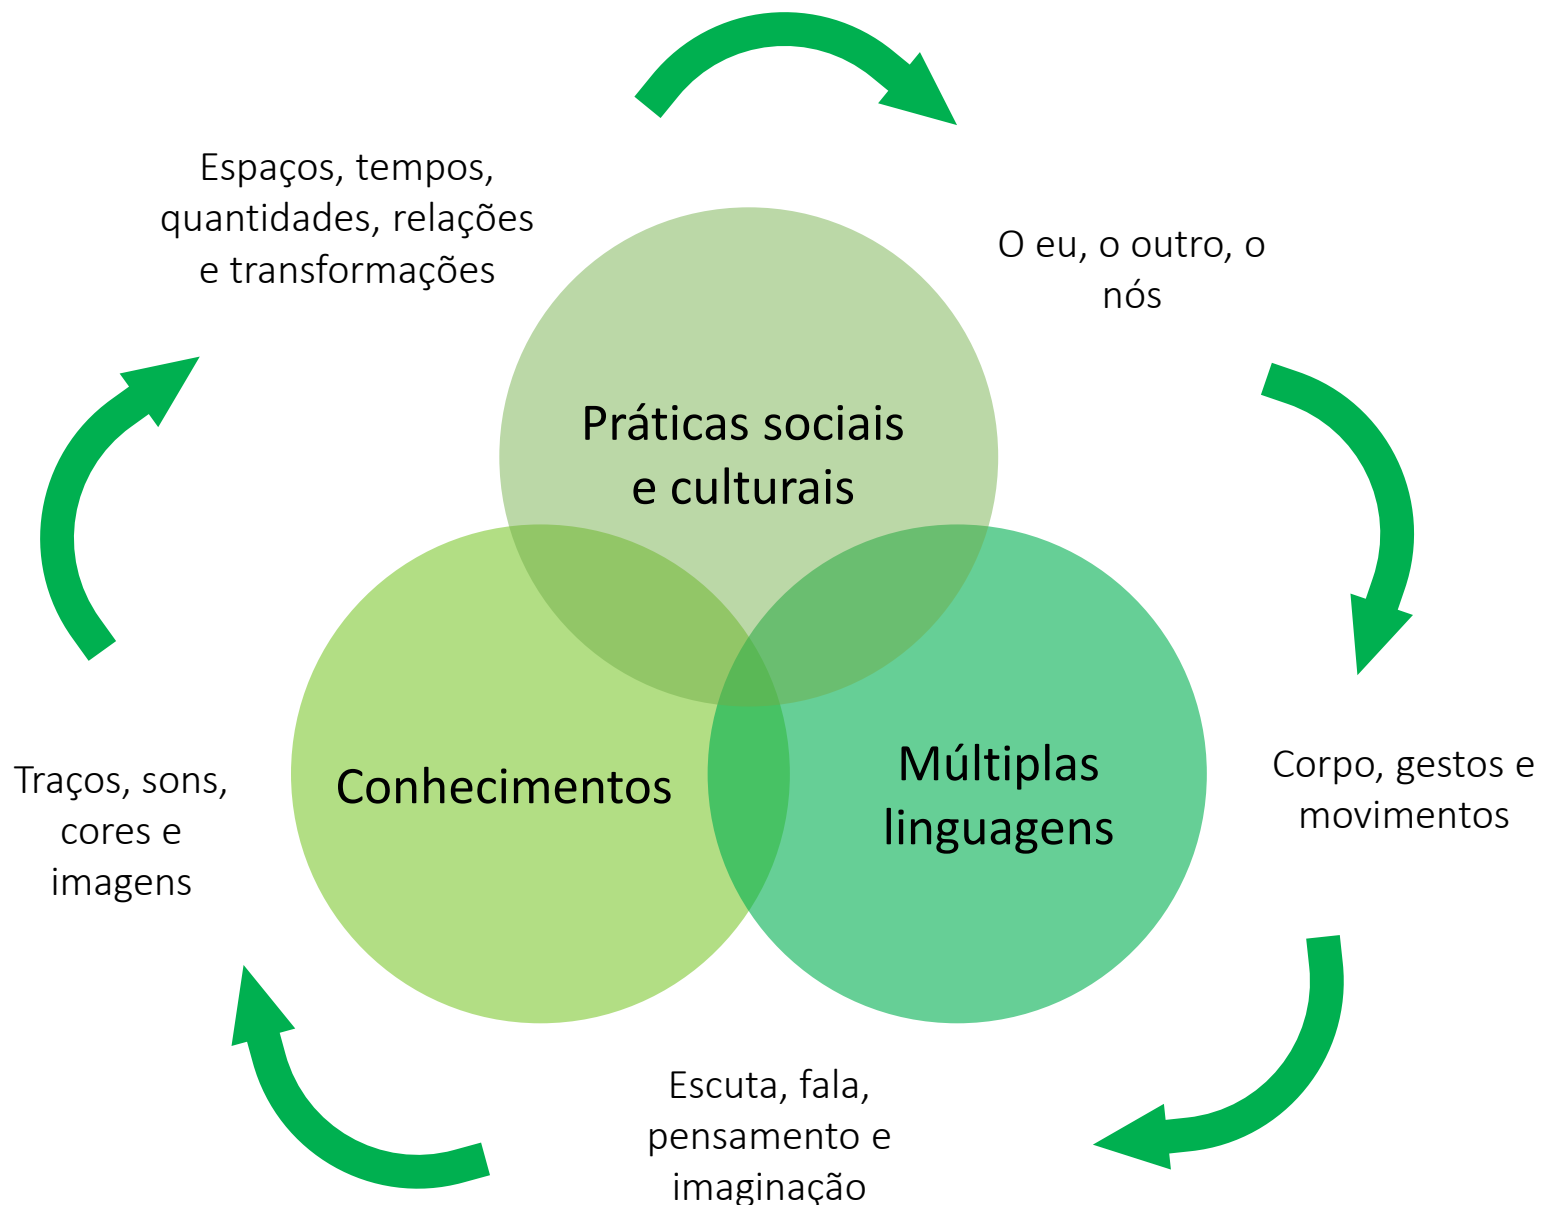 Espaços, tempos,
quantidades, relações
e transformações
O eu, o outro, o
nós
Práticas sociais
e culturais
Conhecimentos
Múltiplas
linguagens
Traços, sons,
cores e
imagens
Corpo, gestos e
movimentos
Escuta, fala,
pensamento e
imaginação